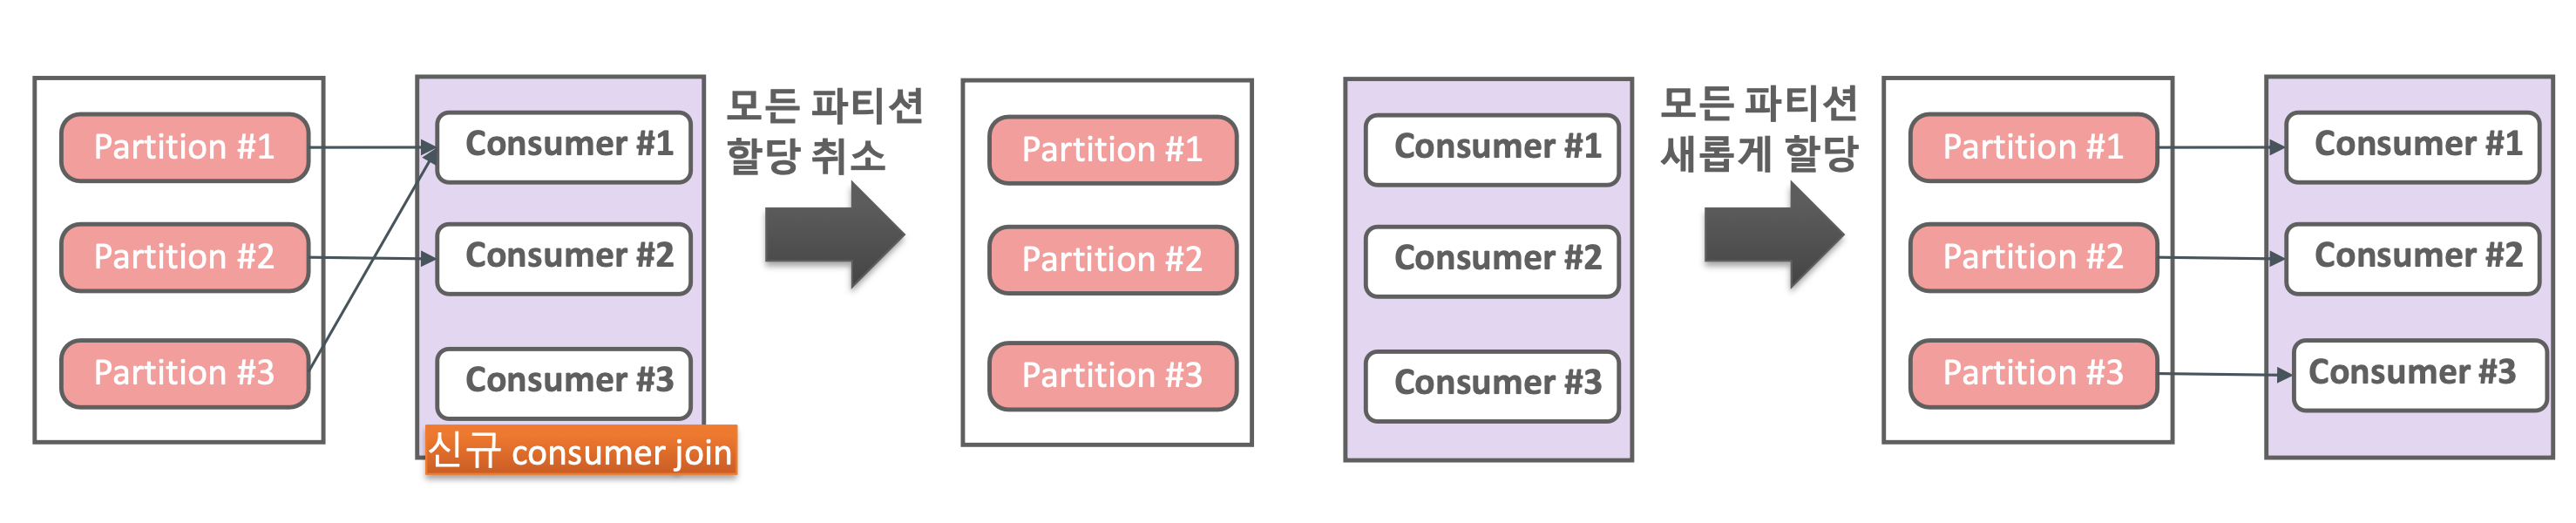 Partition #1
Partition #2
Partition #3
Consumer #1
Consumer #2
Consumer #3
신규 consumer join
모든 파티션
할당 취소
Partition #1
Partition #2
Partition #3
Consumer #1
Consumer #2
Consumer #3
모든 파티션
새롭게 할당
Partition #1
Partition #2
Partition #3
Consumer #1
Consumer #2
Consumer #3